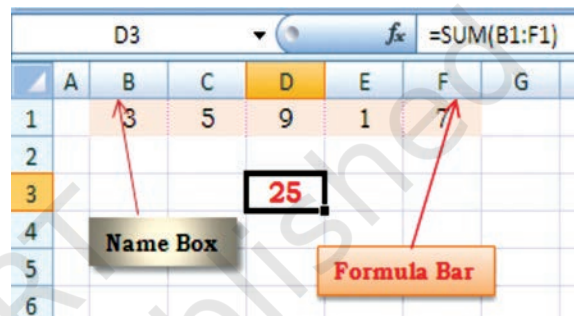 D3 fx =SUM(B1:F1)
A B C D E F G
1 3 5 9 1 7
2
3 25
4
Name Box
5 Formula Bar
6